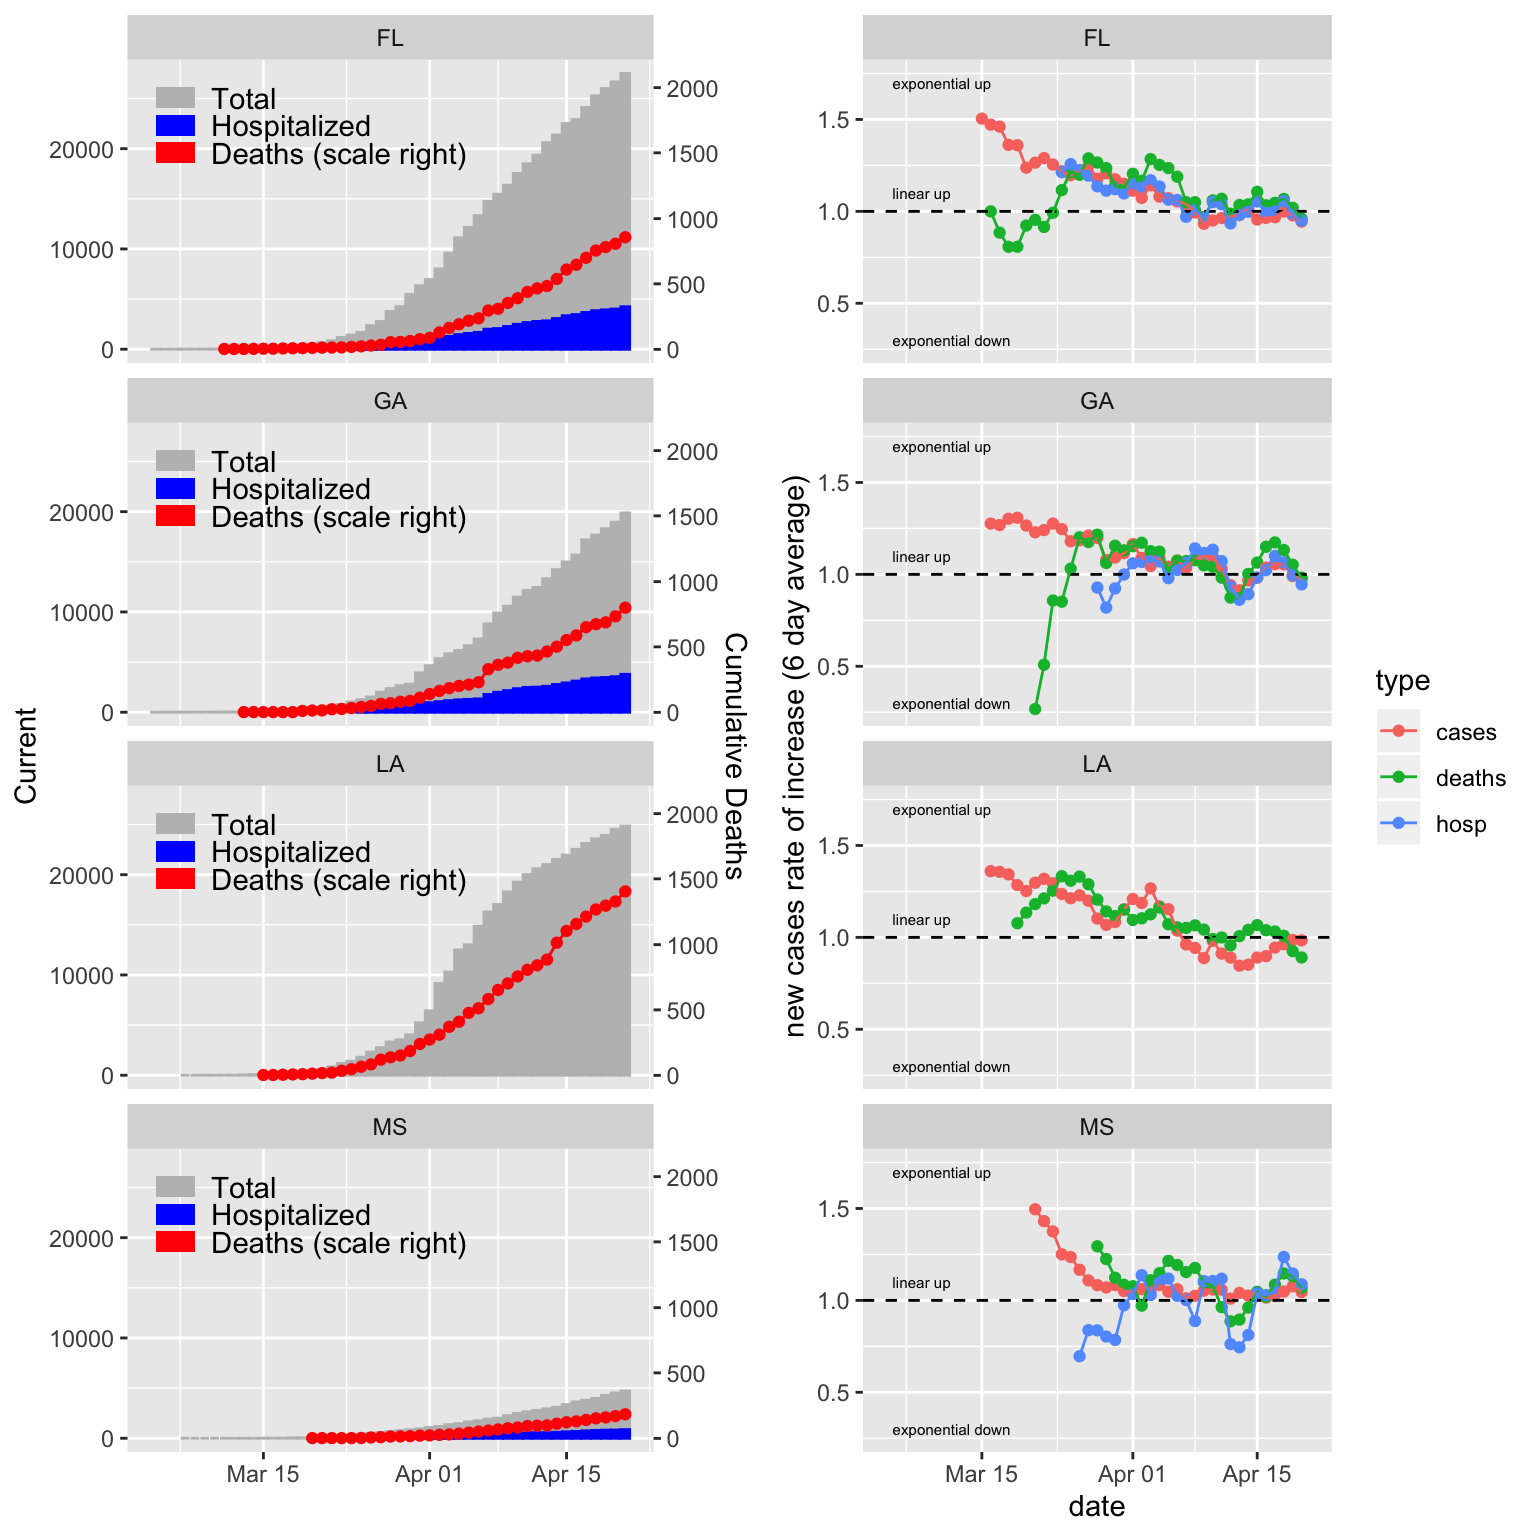 FL
Total
Hospitalized
Deaths (scale right)
20000
10000
0
2000
1500
1000
500
0
GA
Total
Hospitalized
Deaths (scale right)
20000
10000
0
2000
1500
1000
500
0
LA
Total
Hospitalized
Deaths (scale right)
20000
10000
0
2000
1500
1000
500
0
MS
Total
Hospitalized
Deaths (scale right)
20000
10000
0
2000
1500
1000
500
0
Mar 15
Apr 01
Apr 15
Current
Cumulative Deaths
FL
exponential up
linear up
exponential down
1.5
1.0
0.5
GA
exponential up
linear up
exponential down
1.5
1.0
0.5
LA
exponential up
linear up
exponential down
1.5
1.0
0.5
MS
exponential up
linear up
exponential down
1.5
1.0
0.5
Mar 15
Apr 01
Apr 15
date
new cases rate of increase (6 day average)
type
cases
deaths
hosp